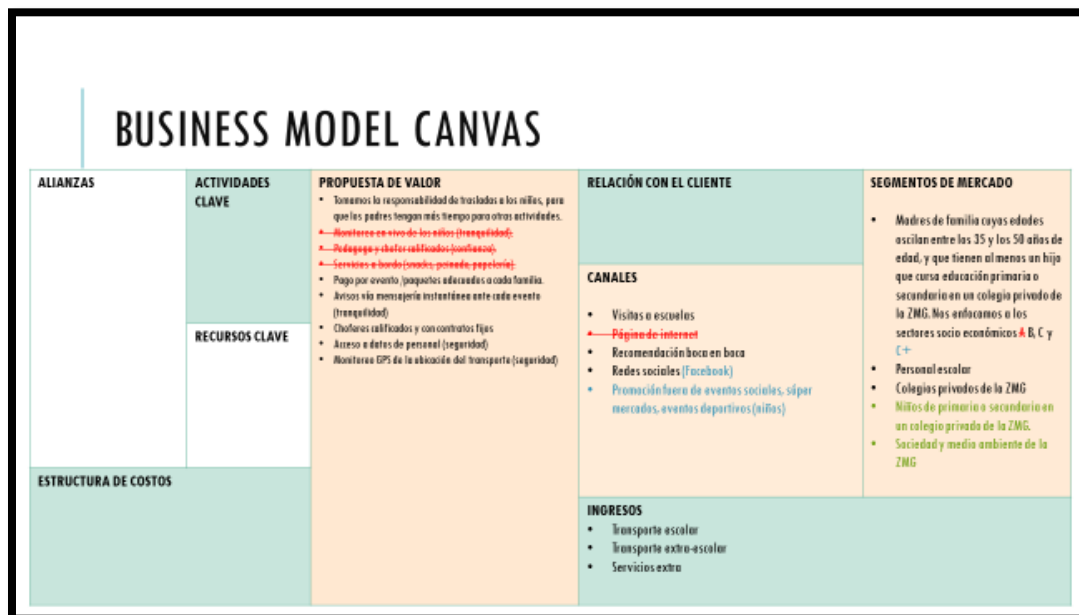 BUSINESS MODEL CANVAS
ALIANZAS
ACTIVIDADES
CLAVE
RECURSOS CLAVE
PROPUESTA DE VALOR
• Tomamos la responsabilidad de traslados a los niños, para
que los padres tengan más tiempo para otras actividades.
• Monitoreo en vivo de los niños (tranquilidad).
• Pedagogo y chofer calificados (confianza).
• Servicios a bordo (snacks, peinado, papelería).
• Pago por evento /paquetes adecuados a cada familia.
• Avisos vía mensajería instantánea ante cada evento
(tranquilidad)
• Choferes calificados y con contratos fijos
• Acceso a datos de personal (seguridad)
• Monitoreo GPS de la ubicación del transporte (seguridad)
RELACIÓN CON EL CLIENTE
CANALES
• Visitas a escuelas
• Página de internet
• Recomendación boca en boca
• Redes sociales (Facebook)
• Promoción fuera de eventos sociales, súper
mercados, eventos deportivos (niños)
SEGMENTOS DE MERCADO
• Madres de familia cuyas edades
oscilan entre los 35 y los 50 años de
edad, y que tienen al menos un hijo
que cursa educación primaria o
secundaria en un colegio privado de
la ZMG. Nos enfocamos a los
sectores socio económicos A B, C y
C+
• Personal escolar
• Colegios privados de la ZMG
• Niños de primaria o secundaria en
un colegio privado de la ZMG.
• Sociedad y medio ambiente de la
ZMG
ESTRUCTURA DE COSTOS
INGRESOS
• Transporte escolar
• Transporte extra-escolar
• Servicios extra